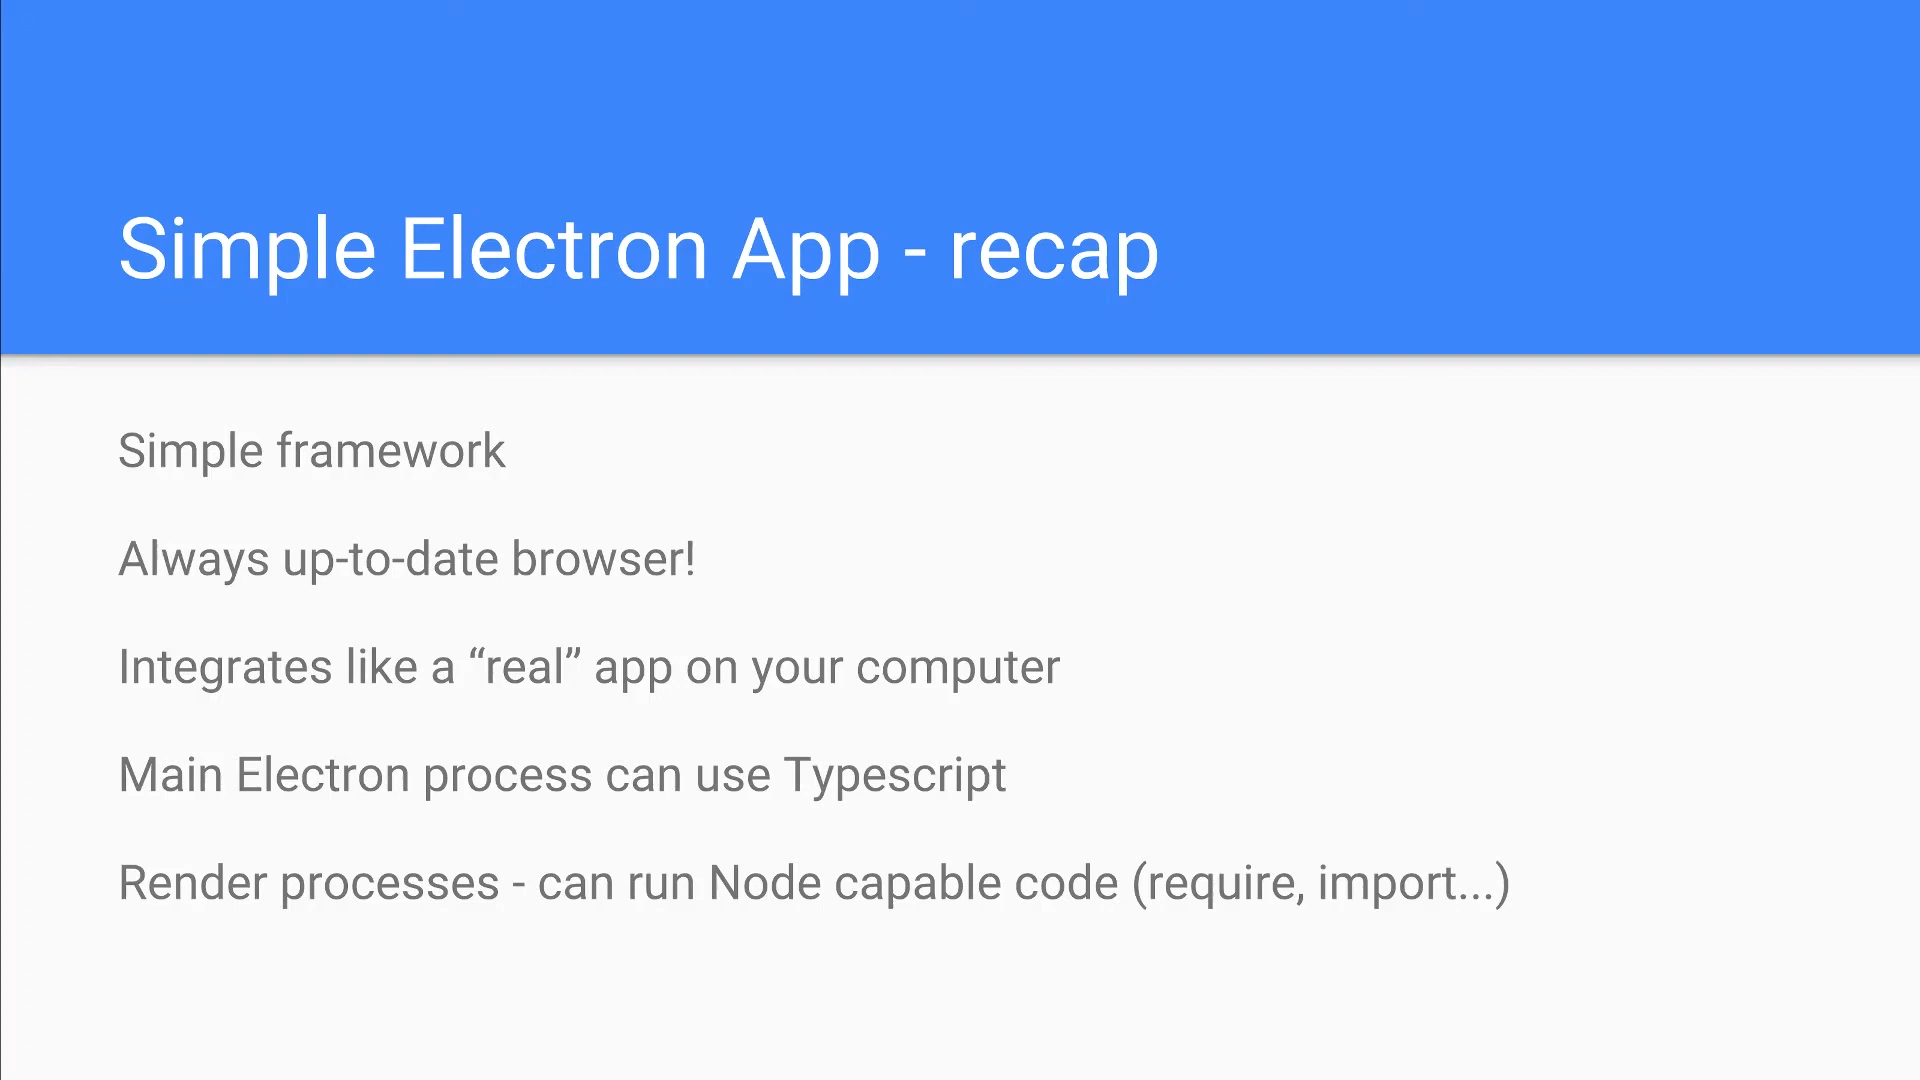 Simple Electron App - recap
Simple framework
Always up-to-date browser!
Integrates like a “real” app on your computer
Main Electron process can use Typescript
Render processes - can run Node capable code (require, import...)